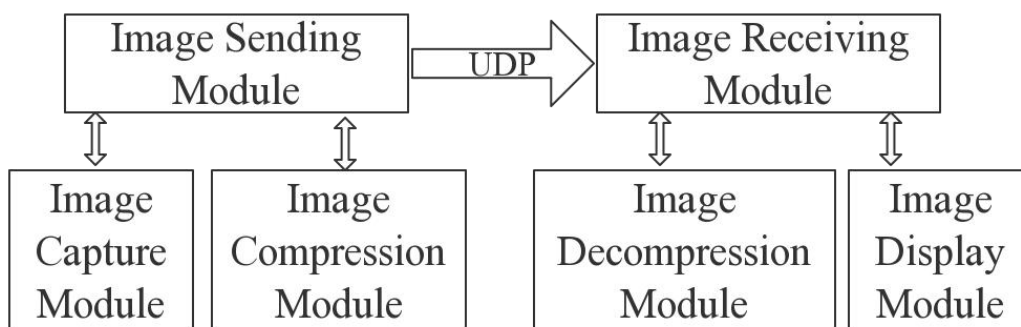 Image Sending
Module
UDP
Image Receiving
Module
Image
Capture
Module
Image
Compression
Module
Image
Decompression
Module
Image
Display
Module